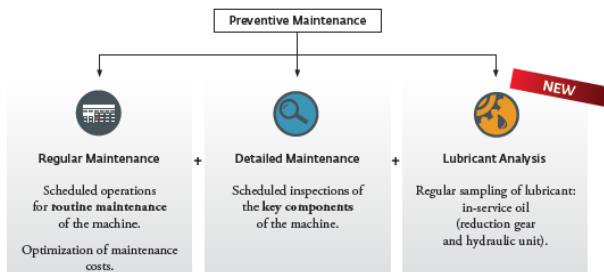 Preventive Maintenance
NEW
Regular Maintenance + Detailed Maintenance + Lubricant Analysis
Scheduled operations
for routine maintenance
of the machine.
Optimization of maintenance
costs.
Scheduled inspections of
the key components
of the machine.
Regular sampling of lubricant:
in-service oil
(reduction gear
and hydraulic unit).